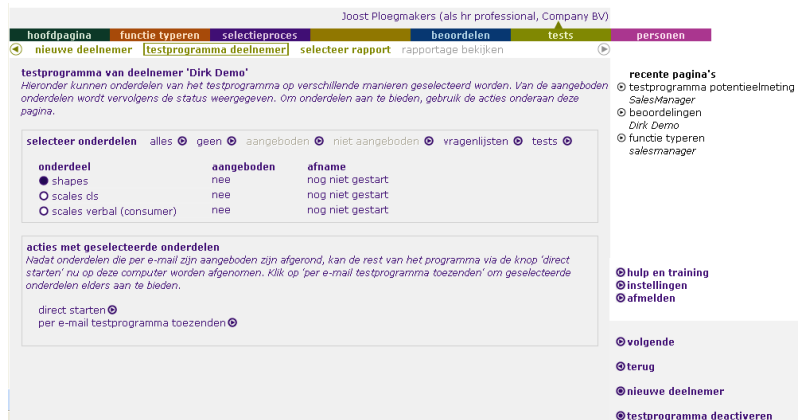 Joost Ploegmakers (als hr professional, Company BV)
hoofdpagina functie typeren selectieproces beoordelen tests personen
nieuwe deelnemer testprogramma deelnemer selecteer rapport rapportage bekijken
testprogramma van deelnemer 'Dirk Demo'
Hieronder kunnen onderdelen van het testprogramma op verschillende manieren geselecteerd worden. Van de aangeboden
onderdelen wordt vervolgens de status weergegeven. Om onderdelen aan te bieden, gebruik de acties onderaan deze
pagina.
selecteer onderdelen alles geen aangeboden niet aangeboden vragenlijsten tests
onderdeel aangeboden afname
shapes nee nog niet gestart
scales cls nee nog niet gestart
scales verbal (consumer) nee nog niet gestart
acties met geselecteerde onderdelen
Nadat onderdelen die per e-mail zijn aangeboden zijn afgerond, kan de rest van het programma via de knop 'direct
starten' nu op deze computer worden afgenomen. Klik op 'per e-mail testprogramma toezenden' om geselecteerde
onderdelen elders aan te bieden.
direct starten
per e-mail testprogramma toezenden
recente pagina's
testprogramma potentieelmeting
SalesManager
beoordelingen
Dirk Demo
functie typeren
salesmanager
hulp en training
instellingen
afmelden
volgende
terug
nieuwe deelnemer
testprogramma deactiveren